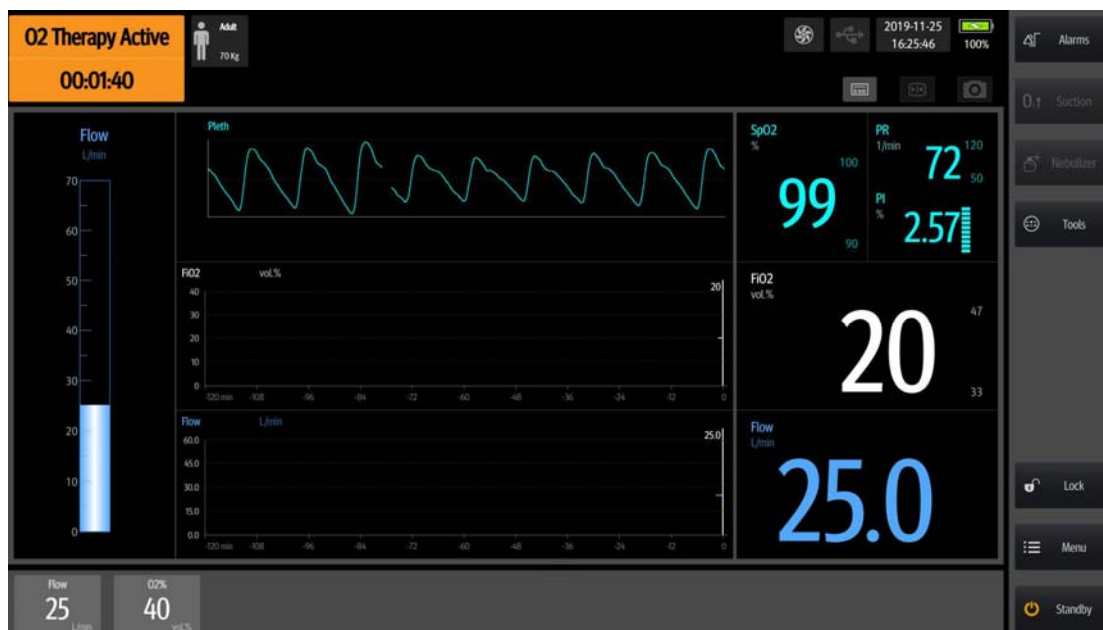 O2 Therapy Active
00:01:40
Adult
70 Kg
2019-11-25
16:25:46
100%
Alarms
Suction
Nebulizer
Tools
Lock
Menu
Standby
Flow
L/min
70
60
50
40
30
20
10
0
Pleth
FiO2 vol.%
40
30
20
10
0
20
-120 min -108 -96 -84 -72 -60 -48 -36 -24 -12 0
Flow L/min
60.0
45.0
30.0
15.0
0.0
25.0
-120 min -108 -96 -84 -72 -60 -48 -36 -24 -12 0
SpO2
%
100
99
90
PR
1/min
72
120
50
PI
%
2.57
FiO2
vol.%
47
20
33
Flow
L/min
25.0
Flow
25
L/min
O2%
40
vol.%